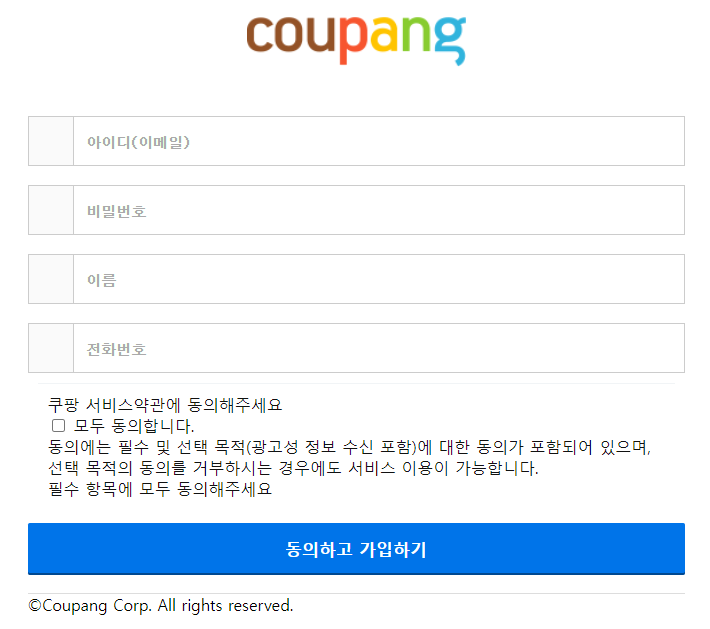 coupang
아이디(이메일)
비밀번호
이름
전화번호
쿠팡 서비스약관에 동의해주세요
모두 동의합니다.
동의에는 필수 및 선택 목적(광고성 정보 수신 포함)에 대한 동의가 포함되어 있으며,
선택 목적의 동의를 거부하시는 경우에도 서비스 이용이 가능합니다.
필수 항목에 모두 동의해주세요
동의하고 가입하기
©Coupang Corp. All rights reserved.